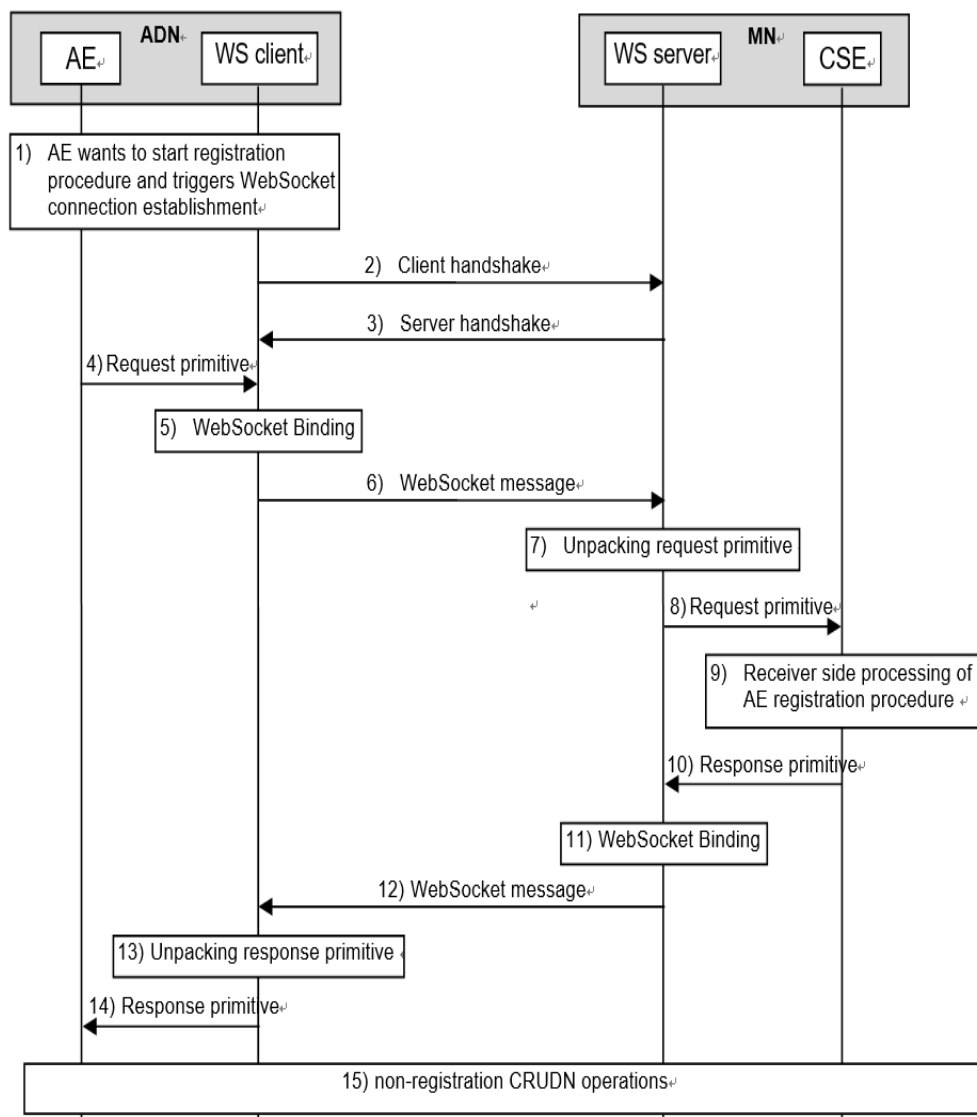 ADN
MN
AE
WS client
WS server
CSE
1) AE wants to start registration
procedure and triggers WebSocket
connection establishment
2) Client handshake
3) Server handshake
4) Request primitive
5) WebSocket Binding
6) WebSocket message
7) Unpacking request primitive
8) Request primitive
9) Receiver side processing of
AE registration procedure
10) Response primitive
11) WebSocket Binding
12) WebSocket message
13) Unpacking response primitive
14) Response primitive
15) non-registration CRUDN operations